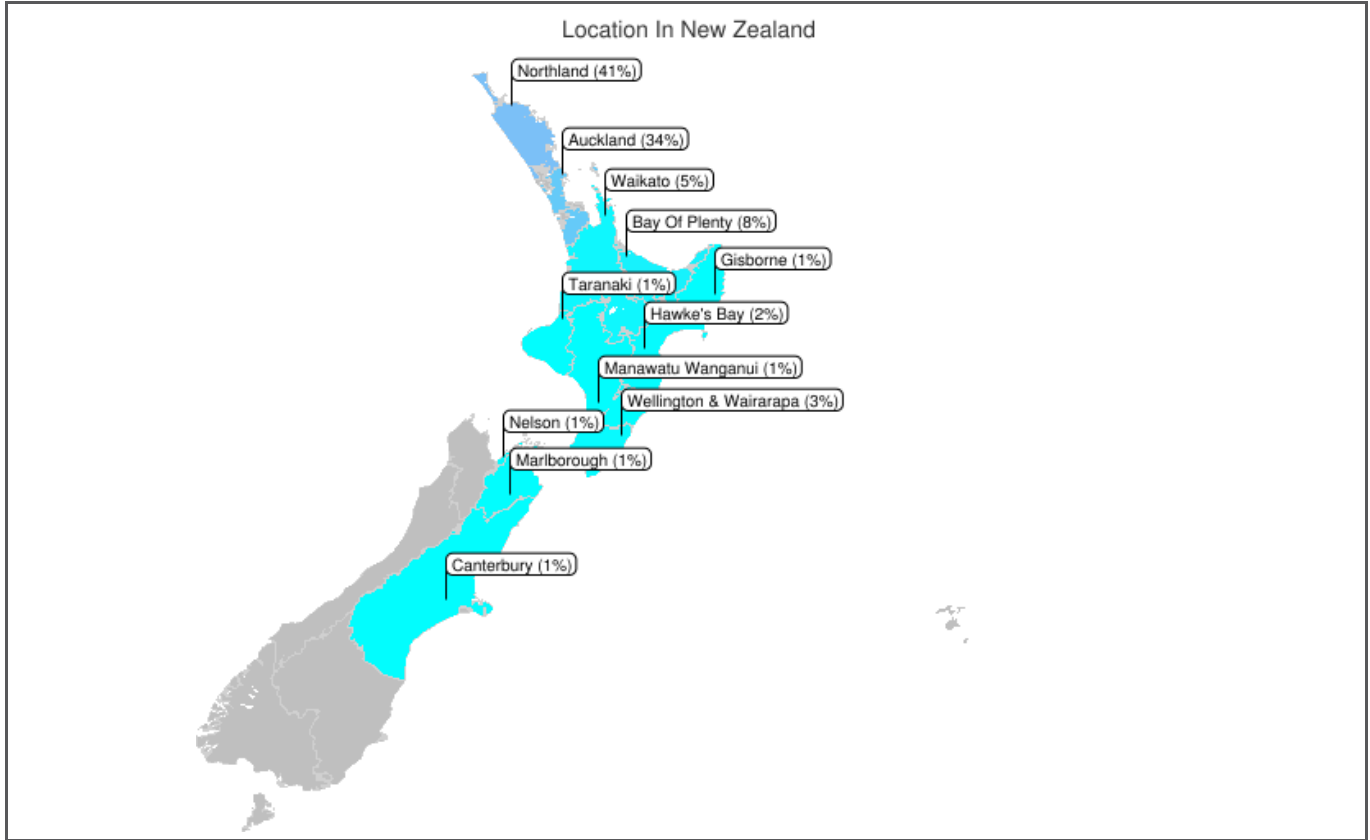 Location In New Zealand
Northland (41%)
Auckland (34%)
Waikato (5%)
Bay Of Plenty (8%)
Gisborne (1%)
Taranaki (1%)
Hawke's Bay (2%)
Manawatu Wanganui (1%)
Wellington & Wairarapa (3%)
Nelson (1%)
Marlborough (1%)
Canterbury (1%)